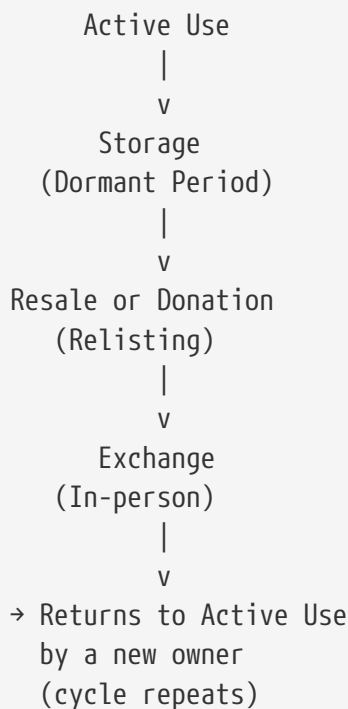 Active Use
|
v
Storage
(Dormant Period)
|
v
Resale or Donation
(Relisting)
|
v
Exchange
(In-person)
|
v
→ Returns to Active Use
by a new owner
(cycle repeats)